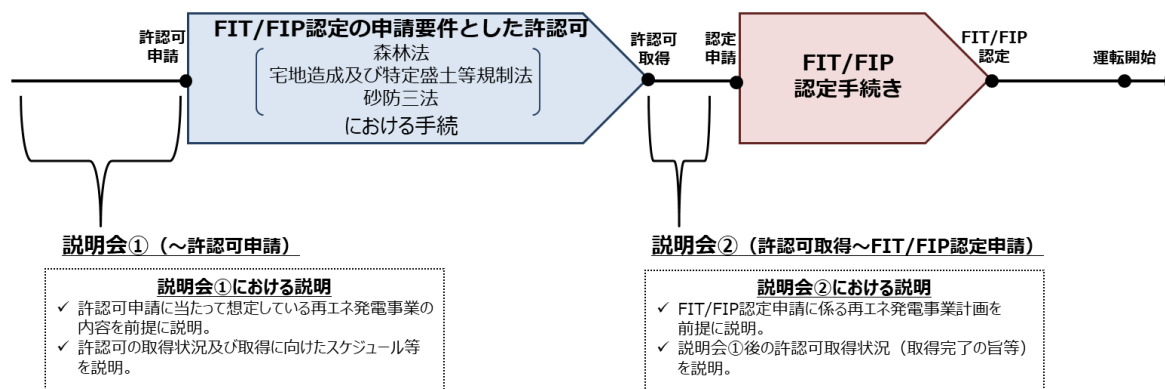 許認可
申請
FIT/FIP認定の申請要件とした許認可
森林法
宅地造成及び特定盛土等規制法
砂防三法
における手続
許認可
取得
認定
申請
FIT/FIP
認定手続き
FIT/FIP
認定
運転開始
説明会①（～許認可申請）
説明会①における説明
✓ 許認可申請に当たって想定している再エネ発電事業の
内容を前提に説明。
✓ 許認可の取得状況及び取得に向けたスケジュール等
を説明。
説明会②（許認可取得～FIT/FIP認定申請）
説明会②における説明
✓ FIT/FIP認定申請に係る再エネ発電事業計画を
前提に説明。
✓ 説明会①後の許認可取得状況（取得完了の旨等）
を説明。